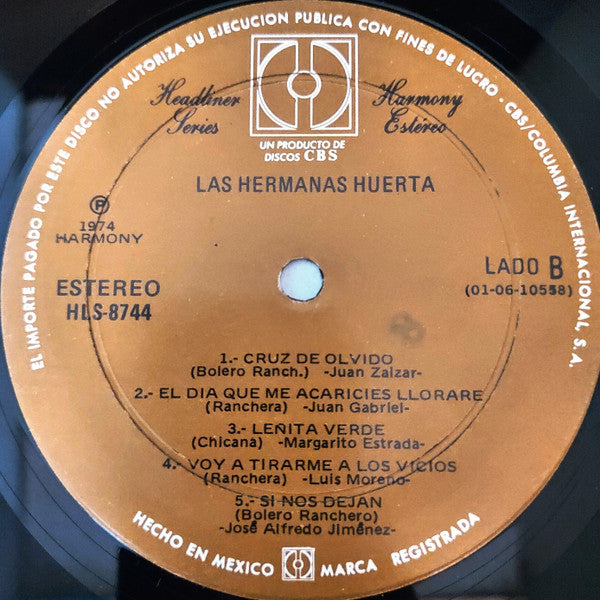 EL IMPORTE PAGADO POR ESTE DISCO NO AUTORIZA SU EJECUCION PUBLICA CON FINES DE LUCRO - CBS/COLUMBIA INTERNACIONAL, S.A.
Headliner Series
Harmony Estéreo
UN PRODUCTO DE
DISCOS CBS
LAS HERMANAS HUERTA
P
1974
HARMONY
ESTEREO
HLS-8744
LADO B
(01-06-10558)
1.- CRUZ DE OLVIDO
(Bolero Ranch.) -Juan Zaizar-
2.- EL DIA QUE ME ACARICIES LLORARE
(Ranchera) -Juan Gabriel-
3.- LEÑITA VERDE
(Chicana) -Margarito Estrada-
4.- VOY A TIRARME A LOS VICIOS
(Ranchera) -Luis Moreno-
5.- SI NOS DEJAN
(Bolero Ranchero)
-José Alfredo Jiménez-
HECHO EN MEXICO MARCA REGISTRADA